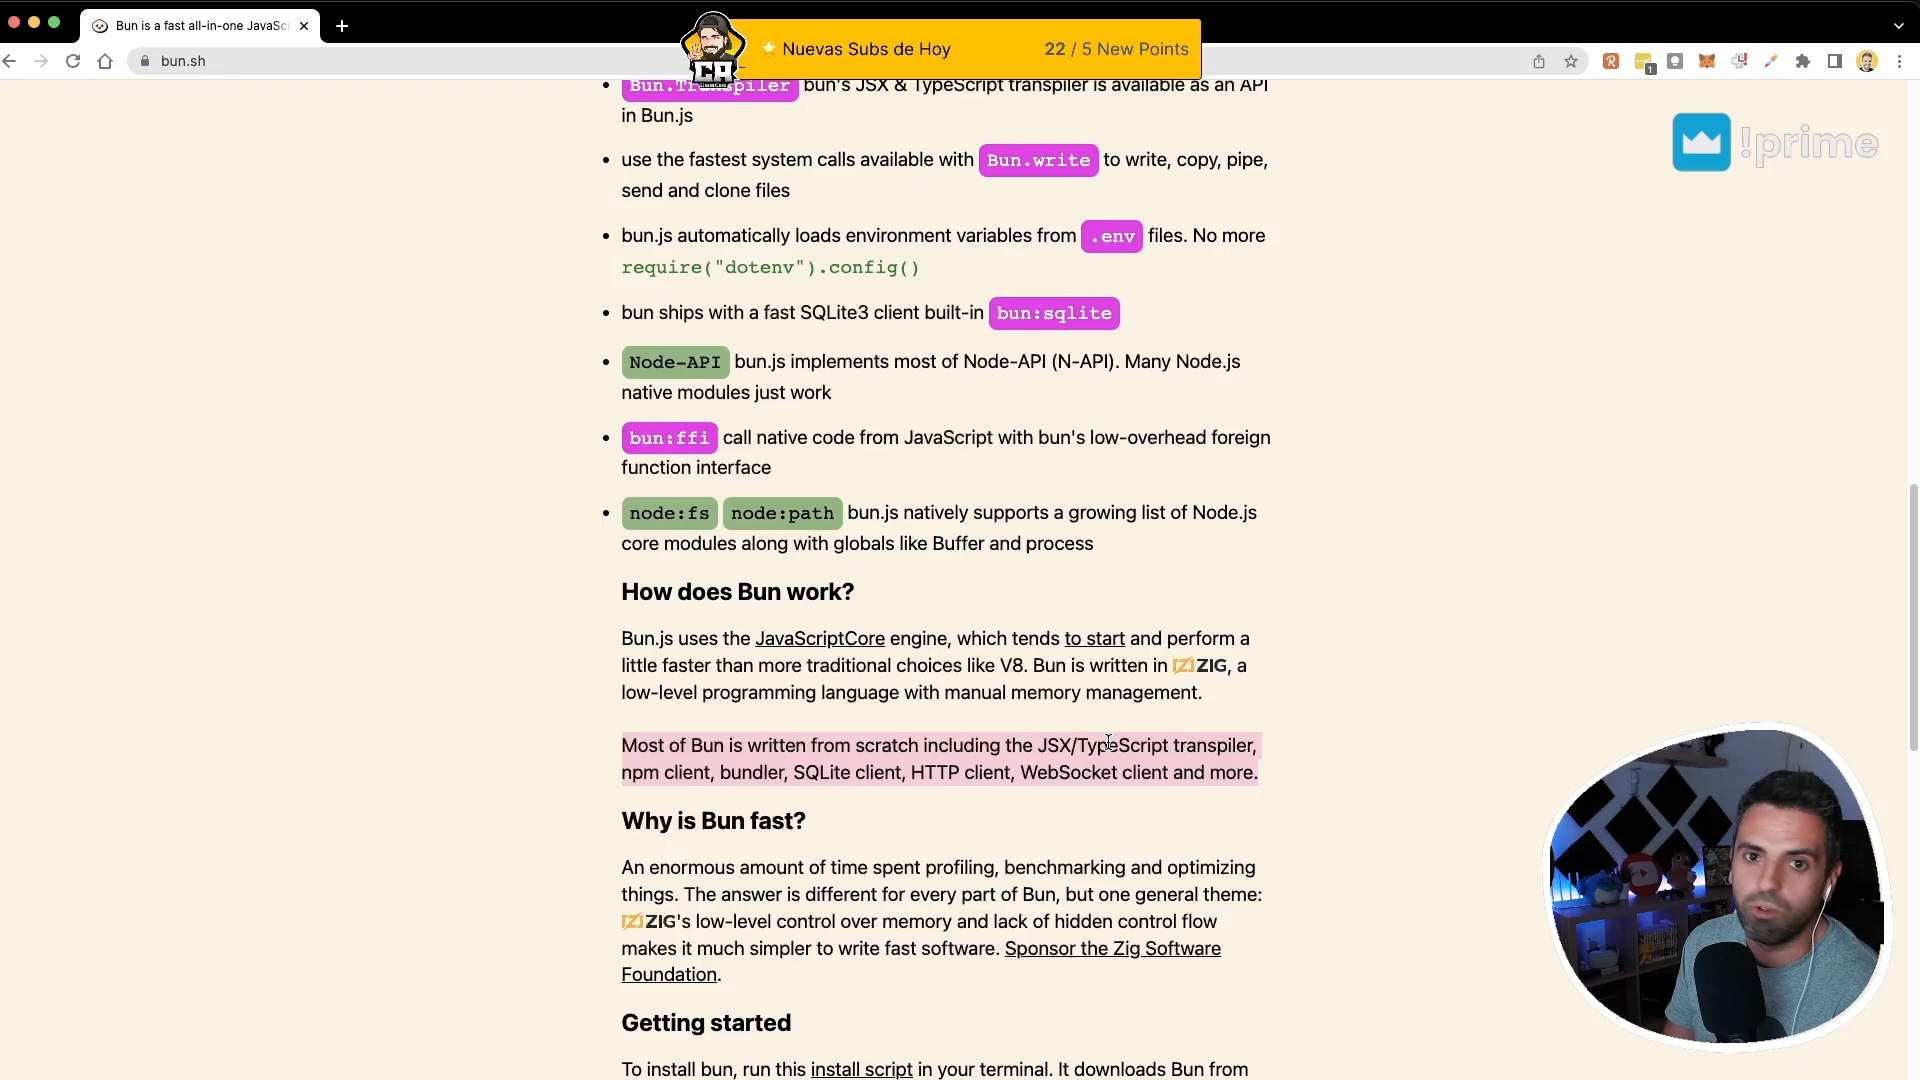 Bun is a fast all-in-one JavaScr
Nuevas Subs de Hoy
22 / 5 New Points
bun.sh
1
CR
!prime
Bun.Transpiler bun's JSX & TypeScript transpiler is available as an API
in Bun.js
use the fastest system calls available with Bun.write to write, copy, pipe,
send and clone files
bun.js automatically loads environment variables from .env files. No more
require("dotenv").config()
bun ships with a fast SQLite3 client built-in bun:sqlite
Node-API bun.js implements most of Node-API (N-API). Many Node.js
native modules just work
bun:ffi call native code from JavaScript with bun's low-overhead foreign
function interface
node:fs node:path bun.js natively supports a growing list of Node.js
core modules along with globals like Buffer and process
How does Bun work?
Bun.js uses the JavaScriptCore engine, which tends to start and perform a
little faster than more traditional choices like V8. Bun is written in ZIG, a
low-level programming language with manual memory management.
Most of Bun is written from scratch including the JSX/TypeScript transpiler,
npm client, bundler, SQLite client, HTTP client, WebSocket client and more.
Why is Bun fast?
An enormous amount of time spent profiling, benchmarking and optimizing
things. The answer is different for every part of Bun, but one general theme:
ZIG's low-level control over memory and lack of hidden control flow
makes it much simpler to write fast software. Sponsor the Zig Software
Foundation.
Getting started
To install bun, run this install script in your terminal. It downloads Bun from